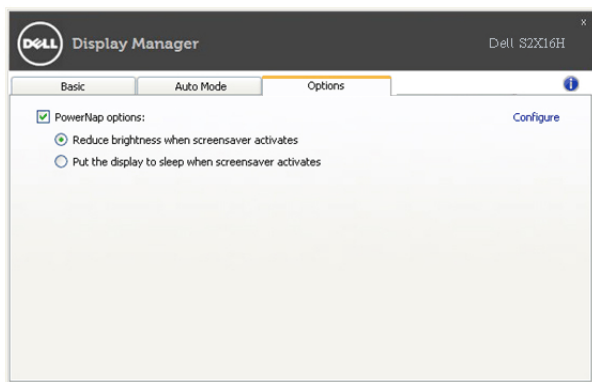 x
DELL Display Manager Dell S2X16H
Basic Auto Mode Options i
PowerNap options: Configure
Reduce brightness when screensaver activates
Put the display to sleep when screensaver activates